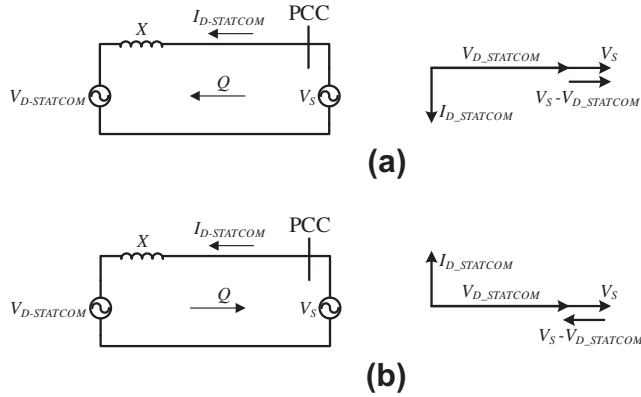 PCC
I_D-STATCOM
X
Q
V_D-STATCOM
V_S
V_D_STATCOM
V_S
V_S -V_D_STATCOM
I_D_STATCOM
(a)
PCC
I_D-STATCOM
X
Q
V_D-STATCOM
V_S
I_D_STATCOM
V_D_STATCOM
V_S
V_S -V_D_STATCOM
(b)